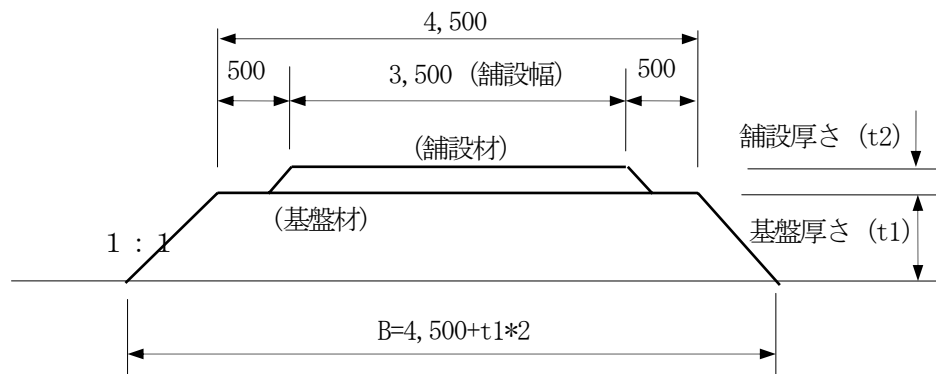 4,500
500
3,500 (舗設幅)
500
(舗設材)
舗設厚さ (t2)
(基盤材)
基盤厚さ (t1)
1 : 1
B=4,500+t1*2